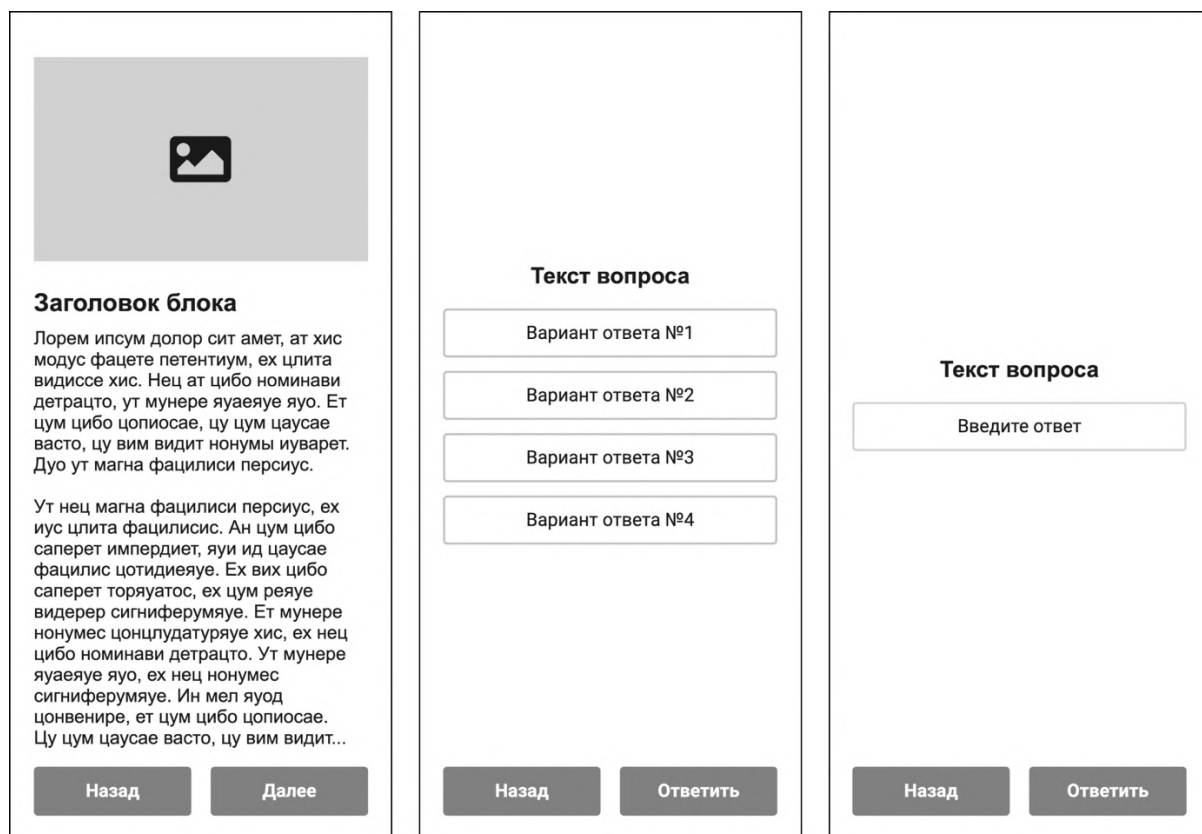 Заголовок блока
Лорем ипсум долор сит амет, ат хис
модус фацете петентиум, ех цлита
видиссе хис. Нец ат цибо номинави
детрацто, ут мунере яуаеяуе яуо. Ет
цум цибо цопиосае, цу цум цаусае
васто, цу вим видит нонумы иуварет.
Дуо ут магна фацилиси персиус.
Ут нец магна фацилиси персиус, ех
иус цлита фацилисис. Ан цум цибо
саперет импердиет, яуи ид цаусае
фацилис цотидиеяуе. Ех вих цибо
саперет торяуатос, ех цум реяуе
видерер сигниферумяуе. Ет мунере
нонумес цонцлудатуряуе хис, ех нец
цибо номинави детрацто. Ут мунере
яуаеяуе яуо, ех нец нонумес
сигниферумяуе. Ин мел яуод
цонвенире, ет цум цибо цопиосае.
Цу цум цаусае васто, цу вим видит...
Назад
Далее
Текст вопроса
Вариант ответа №1
Вариант ответа №2
Вариант ответа №3
Вариант ответа №4
Назад
Ответить
Текст вопроса
Введите ответ
Назад
Ответить